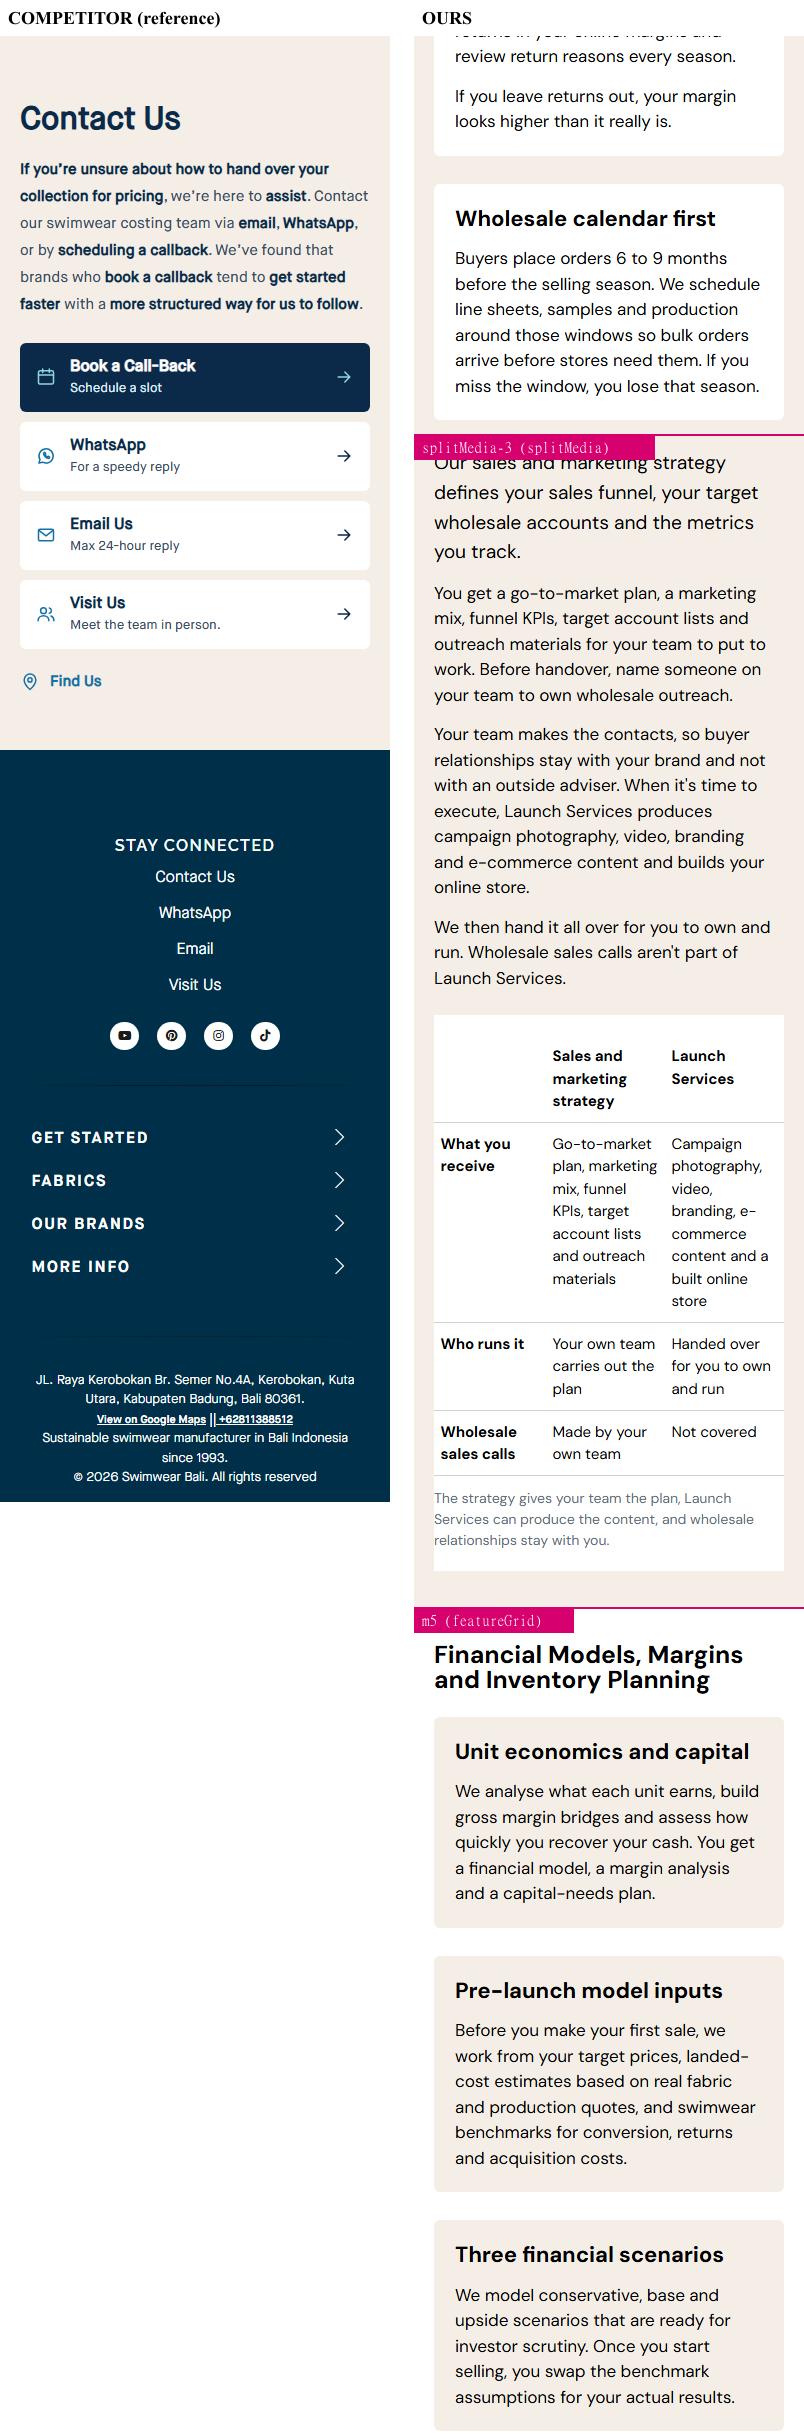 COMPETITOR (reference)
Contact Us
If you're unsure about how to hand over your
collection for pricing, we're here to assist. Contact
our swimwear costing team via email, WhatsApp,
or by scheduling a callback. We've found that
brands who book a callback tend to get started
faster with a more structured way for us to follow.
Book a Call-Back
Schedule a slot
WhatsApp
For a speedy reply
Email Us
Max 24-hour reply
Visit Us
Meet the team in person.
Find Us
STAY CONNECTED
Contact Us
WhatsApp
Email
Visit Us
GET STARTED
FABRICS
OUR BRANDS
MORE INFO
JL. Raya Kerobokan Br. Semer No.4A, Kerobokan, Kuta
Utara, Kabupaten Badung, Bali 80361.
View on Google Maps || +62811388512
Sustainable swimwear manufacturer in Bali Indonesia
since 1993.
© 2026 Swimwear Bali. All rights reserved
OURS
returns in your online margins and
review return reasons every season.
If you leave returns out, your margin
looks higher than it really is.
Wholesale calendar first
Buyers place orders 6 to 9 months
before the selling season. We schedule
line sheets, samples and production
around those windows so bulk orders
arrive before stores need them. If you
miss the window, you lose that season.
splitMedia-3 (splitMedia)
Our sales and marketing strategy
defines your sales funnel, your target
wholesale accounts and the metrics
you track.
You get a go-to-market plan, a marketing
mix, funnel KPIs, target account lists and
outreach materials for your team to put to
work. Before handover, name someone on
your team to own wholesale outreach.
Your team makes the contacts, so buyer
relationships stay with your brand and not
with an outside adviser. When it's time to
execute, Launch Services produces
campaign photography, video, branding
and e-commerce content and builds your
online store.
We then hand it all over for you to own and
run. Wholesale sales calls aren't part of
Launch Services.
Sales and
marketing
strategy
Launch
Services
What you
receive
Go-to-market
plan, marketing
mix, funnel
KPIs, target
account lists
and outreach
materials
Campaign
photography,
video,
branding, e-
commerce
content and a
built online
store
Who runs it
Your own team
carries out the
plan
Handed over
for you to own
and run
Wholesale
sales calls
Made by your
own team
Not covered
The strategy gives your team the plan, Launch
Services can produce the content, and wholesale
relationships stay with you.
m5 (featureGrid)
Financial Models, Margins
and Inventory Planning
Unit economics and capital
We analyse what each unit earns, build
gross margin bridges and assess how
quickly you recover your cash. You get
a financial model, a margin analysis
and a capital-needs plan.
Pre-launch model inputs
Before you make your first sale, we
work from your target prices, landed-
cost estimates based on real fabric
and production quotes, and swimwear
benchmarks for conversion, returns
and acquisition costs.
Three financial scenarios
We model conservative, base and
upside scenarios that are ready for
investor scrutiny. Once you start
selling, you swap the benchmark
assumptions for your actual results.